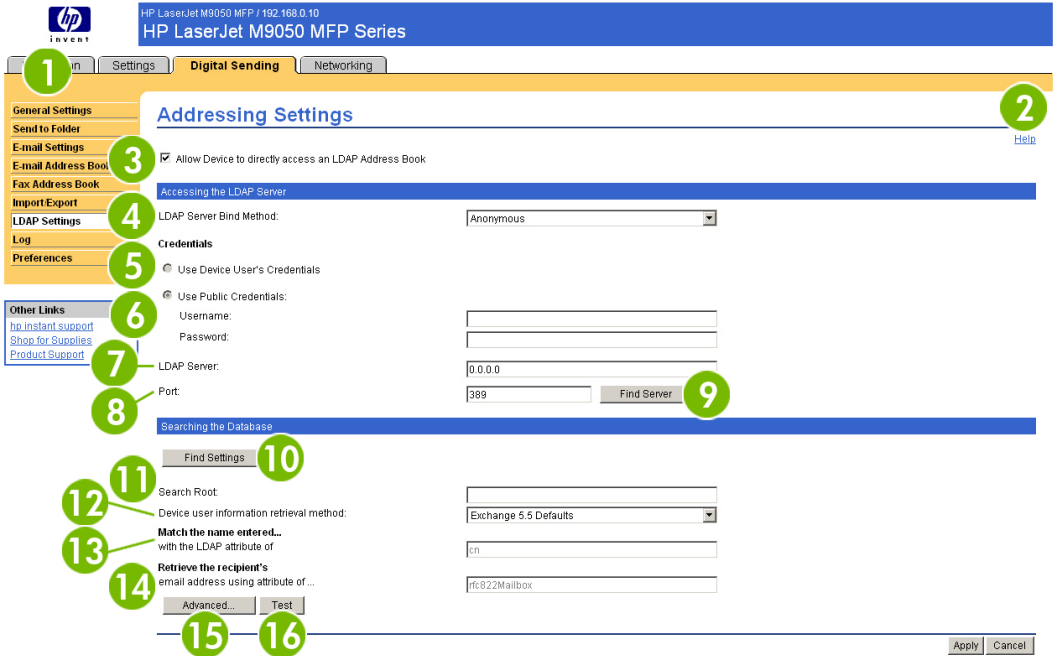 hp
invent
HP LaserJet M9050 MFP / 192.168.0.10
HP LaserJet M9050 MFP Series
1
Settings
Digital Sending
Networking
General Settings
Send to Folder
E-mail Settings
E-mail Address Book
Fax Address Book
Import/Export
LDAP Settings
Log
Preferences
Other Links
hp instant support
Shop for Supplies
Product Support
Addressing Settings
2
Help
3
Allow Device to directly access an LDAP Address Book
Accessing the LDAP Server
4
LDAP Server Bind Method: Anonymous
Credentials
5
Use Device User's Credentials
6
Use Public Credentials:
Username:
Password:
7
LDAP Server: 0.0.0.0
8
Port: 389 Find Server
9
Searching the Database
Find Settings
10
11
Search Root:
12
Device user information retrieval method: Exchange 5.5 Defaults
13
Match the name entered...
with the LDAP attribute of cn
14
Retrieve the recipient's
email address using attribute of ... rfc822Mailbox
Advanced... Test
15
16
Apply Cancel